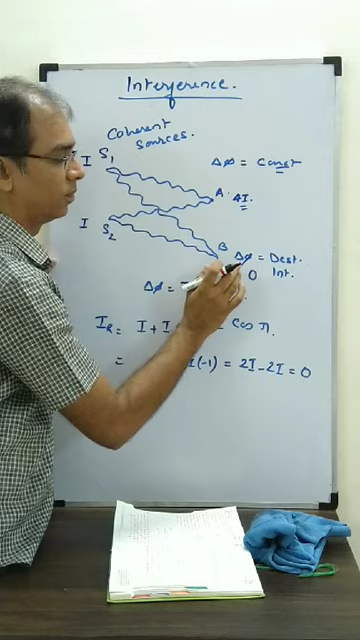 Interference.
Coherent
Sources.
I S₁
Δφ = const
A. 4I.
I S₂
B Δφ = Dest.
0 Int.
Δφ =
I_R = I + I cos π.
= I(-1) = 2I - 2I = 0